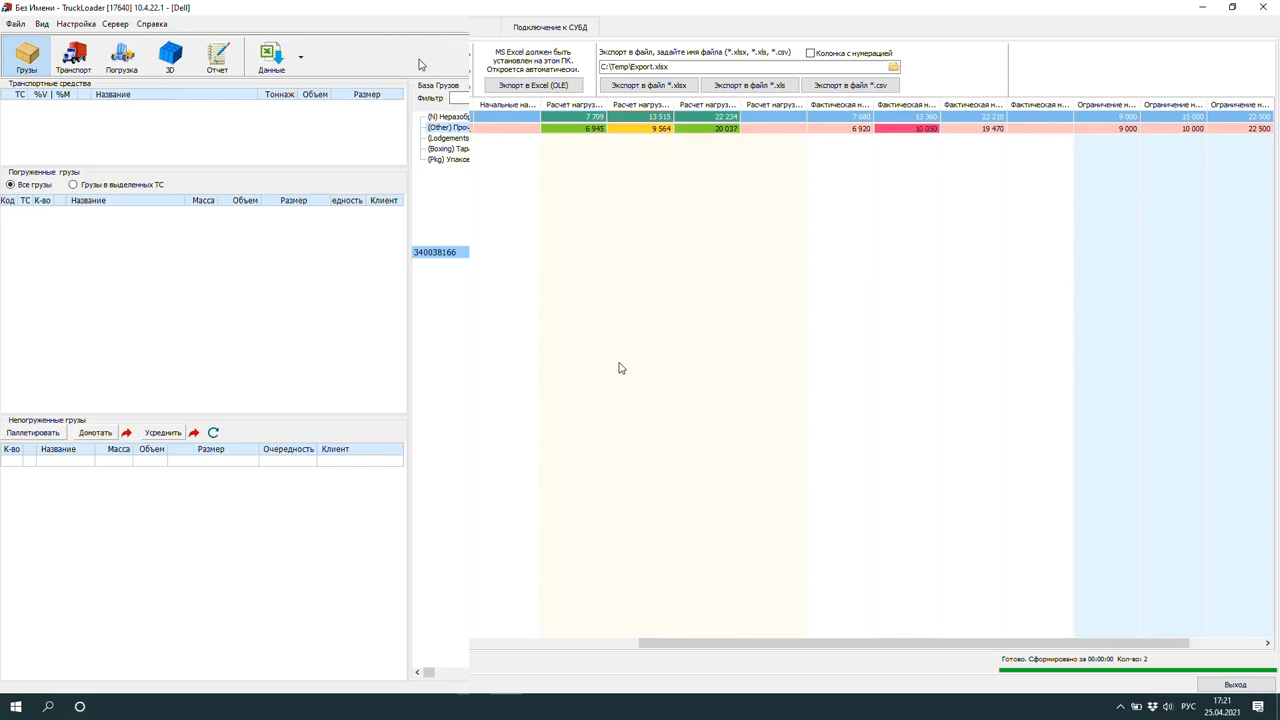 Без Имени - TruckLoader [17640] 10.4.22.1 - [Dell]
Файл Вид Настройка Сервер Справка
Подключение к СУБД
Грузы Транспорт Погрузка 3D Отчет Данные
MS Excel должен быть
установлен на этом ПК.
Откроется автоматически.
Экспорт в Excel (OLE)
Экспорт в файл, задайте имя файла (*.xlsx, *.xls, *.csv)
Колонка с нумерацией
C:\Temp\Export.xlsx
Экспорт в файл *.xlsx Экспорт в файл *.xls Экспорт в файл *.csv
Транспортные средства
ТС %V | %M Название Тоннаж Объем Размер
Погруженные грузы
Все грузы Грузы в выделенных ТС
Код ТС К-во Название Масса Объем Размер едность Клиент
Непогруженные грузы
Паллетировать Домотать Усреднить
К-во Название Масса Объем Размер Очередность Клиент
База Грузов
Фильтр
(N) Неразоб
(Other) Проч
(Lodgements
(Boxing) Тар
(Pkg) Упаков
340038166
Начальные на... Расчет нагруз... Расчет нагруз... Расчет нагруз... Расчет нагруз... Фактическая н... Фактическая н... Фактическая н... Фактическая н... Ограничение н... Ограничение н... Ограничение н...
7 709 13 515 22 234 7 680 13 360 22 210 9 000 15 000 22 500
6 945 9 564 20 037 6 920 10 050 19 470 9 000 10 000 22 500
Готово. Сформировано за 00:00:00 Кол-во: 2
Выход
РУС
17:21
25.04.2021